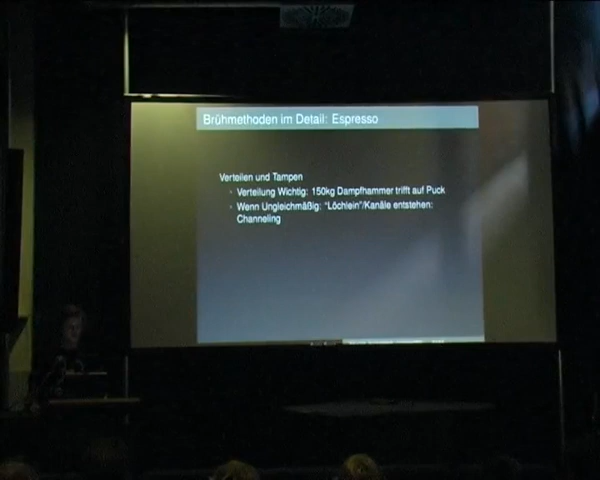 Brühmethoden im Detail: Espresso
Verteilen und Tampen
Verteilung Wichtig: 150kg Dampfhammer trifft auf Puck
Wenn Ungleichmäßig: "Löchlein"/Kanäle entstehen:
Channeling